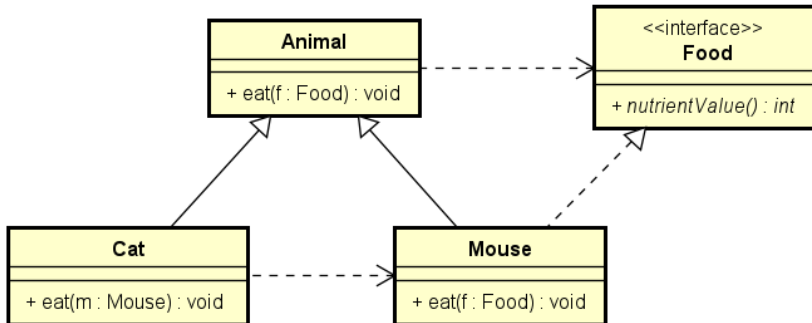 Animal
+ eat(f : Food) : void
<<interface>>
Food
+ nutrientValue() : int
Cat
+ eat(m : Mouse) : void
Mouse
+ eat(f : Food) : void